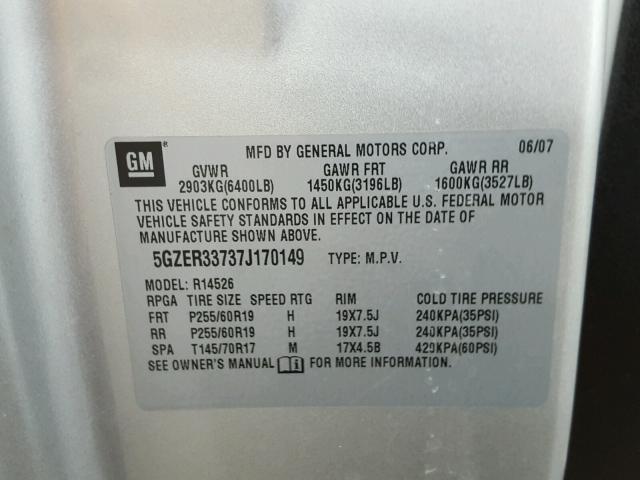 GM ® MFD BY GENERAL MOTORS CORP. 06/07
GVWR GAWR FRT GAWR RR
2903KG(6400LB) 1450KG(3196LB) 1600KG(3527LB)
THIS VEHICLE CONFORMS TO ALL APPLICABLE U.S. FEDERAL MOTOR
VEHICLE SAFETY STANDARDS IN EFFECT ON THE DATE OF
MANUFACTURE SHOWN ABOVE.
5GZER33737J170149 TYPE: M.P.V.
MODEL: R14526
RPGA TIRE SIZE SPEED RTG RIM COLD TIRE PRESSURE
FRT P255/60R19 H 19X7.5J 240KPA(35PSI)
RR P255/60R19 H 19X7.5J 240KPA(35PSI)
SPA T145/70R17 M 17X4.5B 420KPA(60PSI)
SEE OWNER'S MANUAL i FOR MORE INFORMATION.